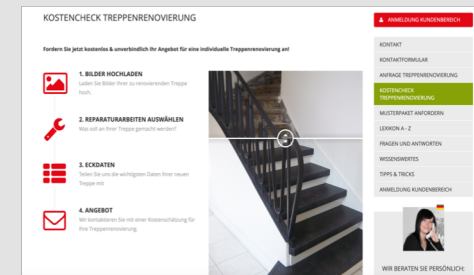 KOSTENCHECK TREPPENRENOVIERUNG
Fordern Sie jetzt kostenlos & unverbindlich Ihr Angebot für eine individuelle Treppenrenovierung an!
1. BILDER HOCHLADEN
Laden Sie Bilder Ihrer zu renovierenden Treppe
hoch.
2. REPARATURARBEITEN AUSWÄHLEN
Was soll an Ihrer Treppe gemacht werden?
3. ECKDATEN
Teilen Sie uns die wichtigsten Daten Ihrer neuen
Treppe mit
4. ANGEBOT
Wir kontaktieren Sie mit einer Kostenschätzung für
Ihre Treppenrenovierung.
ANMELDUNG KUNDENBEREICH
KONTAKT
KONTAKTFORMULAR
ANFRAGE TREPPENRENOVIERUNG
KOSTENCHECK
TREPPENRENOVIERUNG
MUSTERPAKET ANFORDERN
LEXIKON A - Z
FRAGEN UND ANTWORTEN
WISSENSWERTES
TIPPS & TRICKS
ANMELDUNG KUNDENBEREICH
WIR BERATEN SIE PERSÖNLICH: